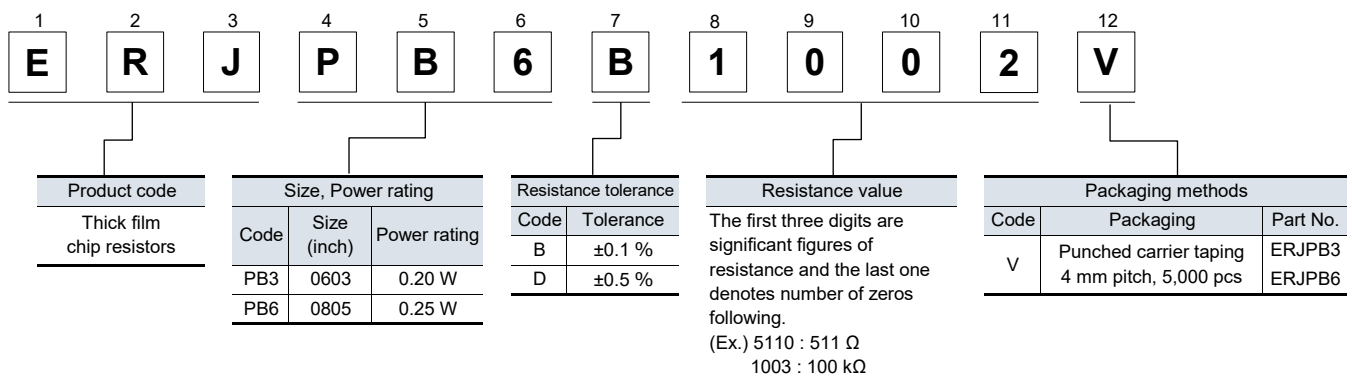 1 2 3 4 5 6 7 8 9 10 11 12
E R J P B 6 B 1 0 0 2 V
Product code
Thick film
chip resistors
Size, Power rating
Code Size (inch) Power rating
PB3 0603 0.20 W
PB6 0805 0.25 W
Resistance tolerance
Code Tolerance
B ±0.1 %
D ±0.5 %
Resistance value
The first three digits are
significant figures of
resistance and the last one
denotes number of zeros
following.
(Ex.) 5110 : 511 Ω
1003 : 100 kΩ
Packaging methods
Code Packaging Part No.
V Punched carrier taping ERJPB3
4 mm pitch, 5,000 pcs ERJPB6